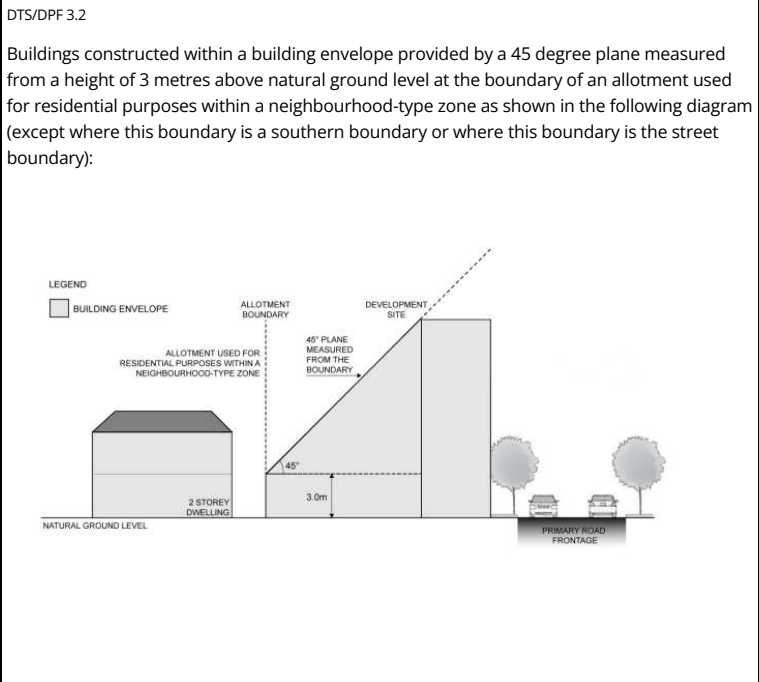 DTS/DPF 3.2
Buildings constructed within a building envelope provided by a 45 degree plane measured
from a height of 3 metres above natural ground level at the boundary of an allotment used
for residential purposes within a neighbourhood-type zone as shown in the following diagram
(except where this boundary is a southern boundary or where this boundary is the street
boundary):
LEGEND
BUILDING ENVELOPE
ALLOTMENT
BOUNDARY
DEVELOPMENT
SITE
ALLOTMENT USED FOR
RESIDENTIAL PURPOSES WITHIN A
NEIGHBOURHOOD-TYPE ZONE
45° PLANE
MEASURED
FROM THE
BOUNDARY
45°
3.0m
2 STOREY
DWELLING
NATURAL GROUND LEVEL
PRIMARY ROAD
FRONTAGE